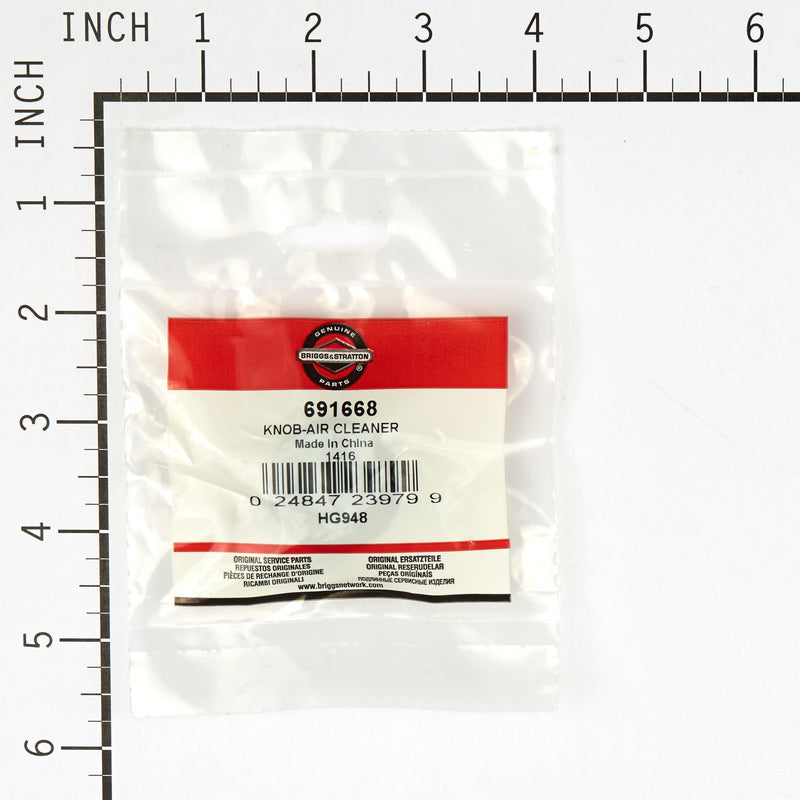 INCH 1 2 3 4 5 6
INCH
1
2
3
4
5
6
GENUINE
BRIGGS&STRATTON
®
PARTS
691668
KNOB-AIR CLEANER
Made In China
1416
0 24847 23979 9
HG948
ORIGINAL SERVICE PARTS
REPUESTOS ORIGINALES
PIÈCES DE RECHANGE D'ORIGINE
RICAMBI ORIGINALI
ORIGINAL ERSATZTEILE
ORIGINAL RESERUDELAR
PEÇAS ORIGINAIS
ПОДЛИННЫЕ СЕРВИСНЫЕ ИЗДЕЛИЯ
www.briggsnetwork.com